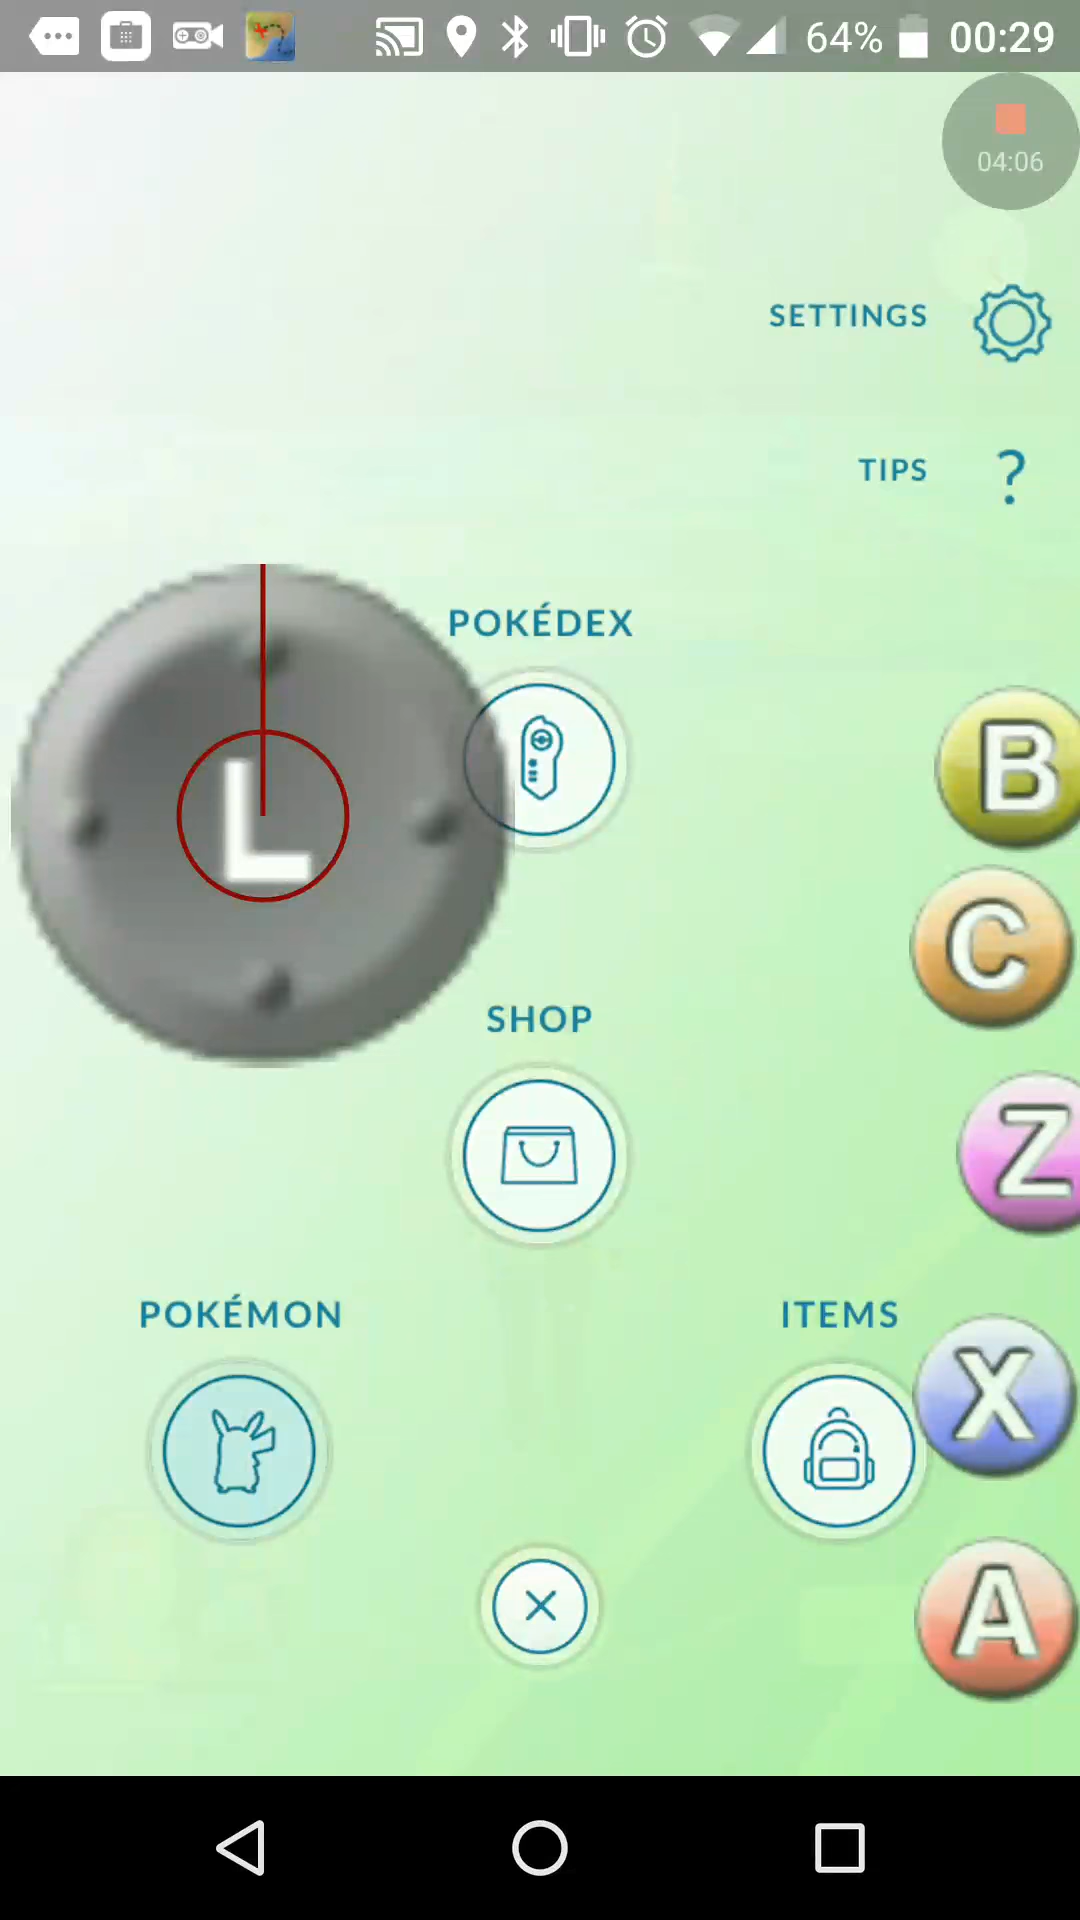 64% 00:29
04:06
SETTINGS
TIPS ?
POKÉDEX
L
B
C
SHOP
Z
POKÉMON
ITEMS
X
A